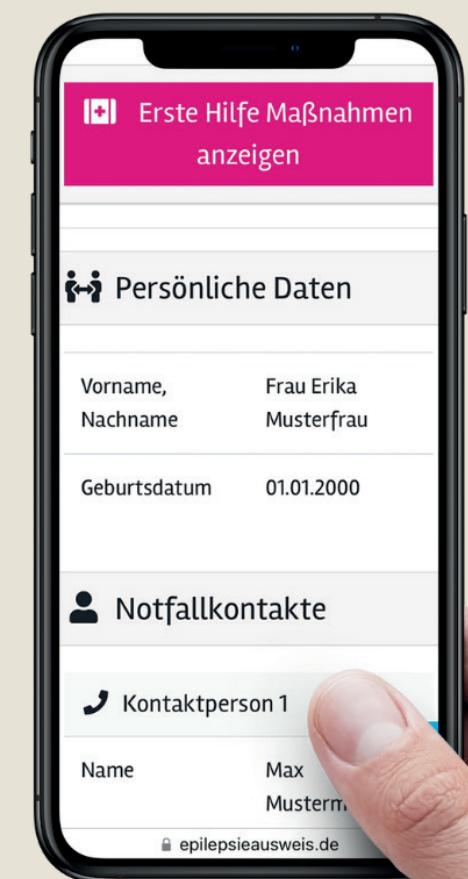 Erste Hilfe Maßnahmen
anzeigen
Persönliche Daten
Vorname, Frau Erika
Nachname Musterfrau
Geburtsdatum 01.01.2000
Notfallkontakte
Kontaktperson 1
Name Max
epilepsieausweis.de